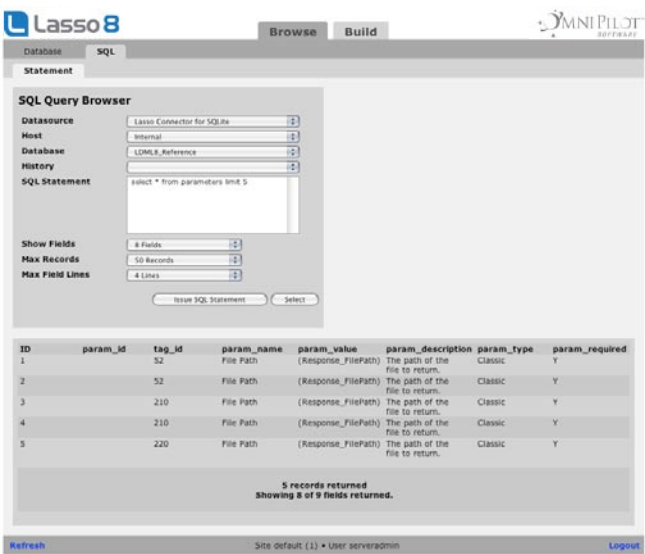 Lasso 8
Browse Build
OMNIPILOT
SOFTWARE
Database SQL
Statement
SQL Query Browser
Datasource Lasso Connector for SQLite
Host Internal
Database LDML8_Reference
History
SQL Statement select * from parameters limit 5
Show Fields 8 Fields
Max Records 50 Records
Max Field Lines 4 Lines
Issue SQL Statement Select
ID param_id tag_id param_name param_value param_description param_type param_required
1 52 File Path (Response_FilePath) The path of the Classic Y
file to return.
2 52 File Path (Response_FilePath) The path of the Classic Y
file to return.
3 210 File Path (Response_FilePath) The path of the Classic Y
file to return.
4 210 File Path (Response_FilePath) The path of the Classic Y
file to return.
5 220 File Path (Response_FilePath) The path of the Classic Y
file to return.
5 records returned
Showing 8 of 9 fields returned.
Refresh Site default (1) • User serveradmin Logout